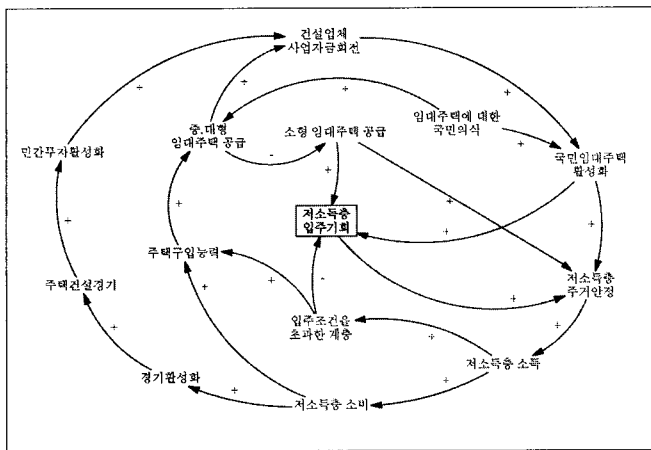 건설업체
사업자금회전
+
+
+
+
중.대형
임대주택 공급
소형 임대주택 공급
임대주택에 대한
국민의식
민간투자활성화
-
+
국민임대주택
활성화
+
+
+
+
저소득층
입주기회
+
+
주택구입능력
주택건설경기
+
+
-
+
저소득층
주거안정
+
입주조건을
초과한 계층
+
+
저소득층 소득
경기활성화
+
+
저소득층 소비